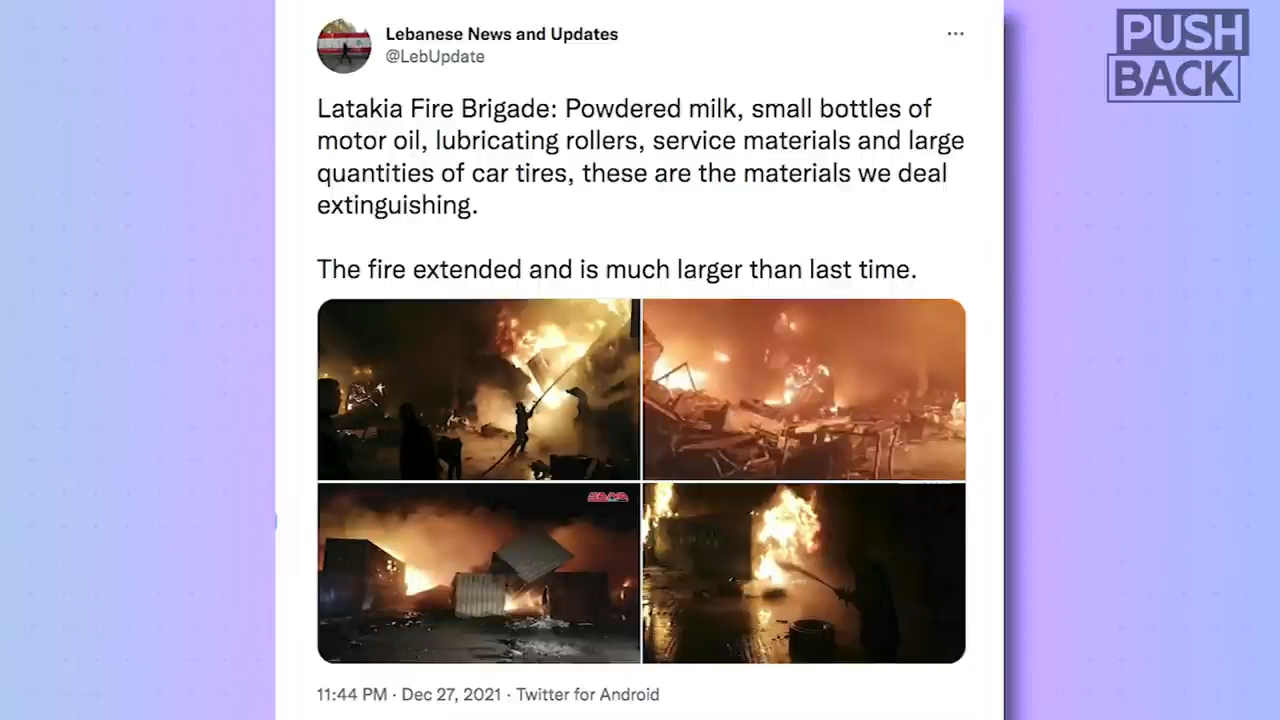 PUSH
BACK
Lebanese News and Updates
@LebUpdate
Latakia Fire Brigade: Powdered milk, small bottles of
motor oil, lubricating rollers, service materials and large
quantities of car tires, these are the materials we deal
extinguishing.
The fire extended and is much larger than last time.
11:44 PM · Dec 27, 2021 · Twitter for Android